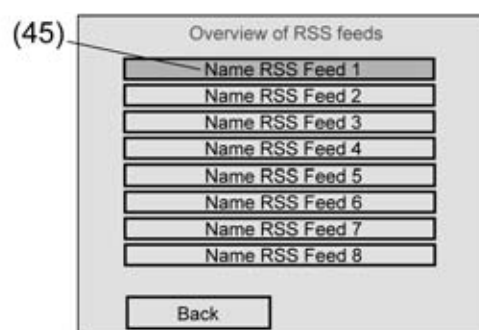 Overview of RSS feeds
(45)
Name RSS Feed 1
Name RSS Feed 2
Name RSS Feed 3
Name RSS Feed 4
Name RSS Feed 5
Name RSS Feed 6
Name RSS Feed 7
Name RSS Feed 8
Back